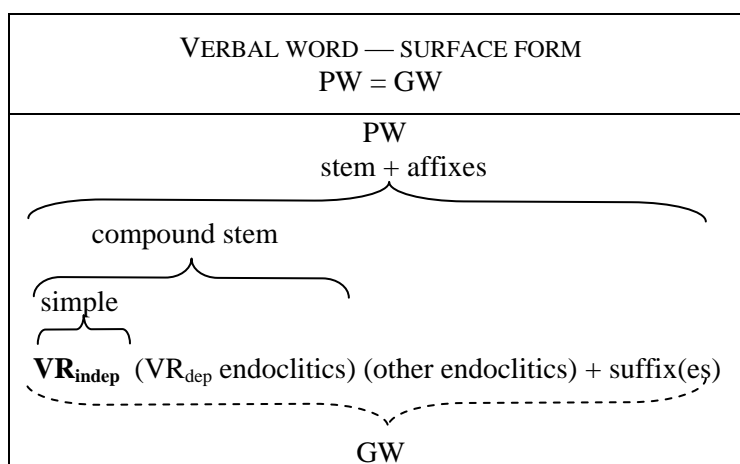 VERBAL WORD — SURFACE FORM
PW = GW
PW
stem + affixes
compound stem
simple
VRindep (VRdep endoclitics) (other endoclitics) + suffix(es)
GW